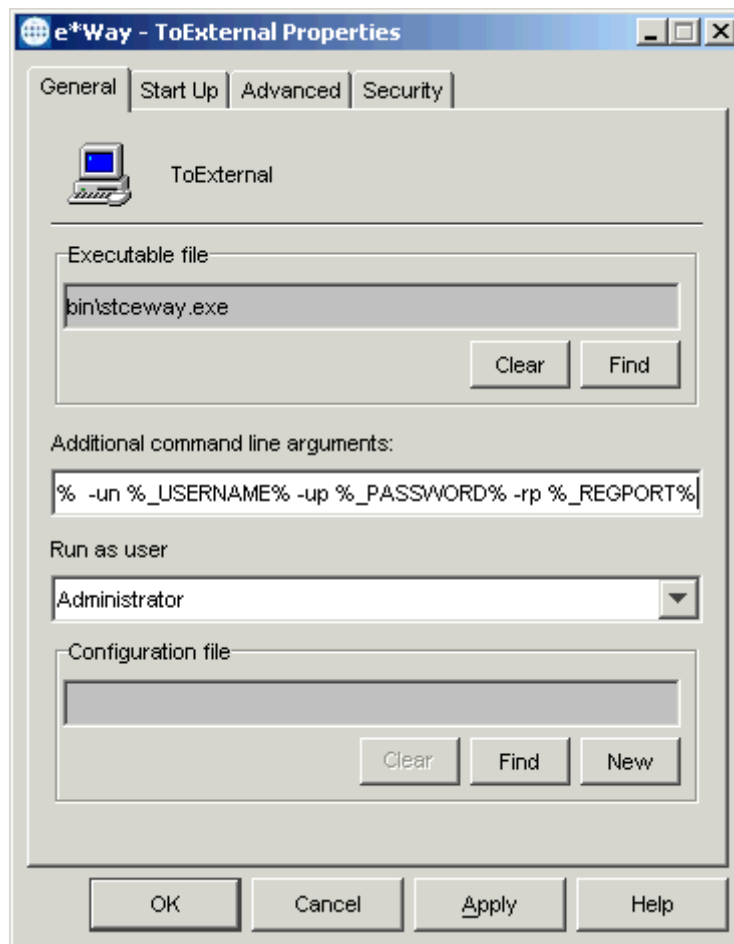 e*Way - ToExternal Properties
General Start Up Advanced Security
ToExternal
Executable file
bin\stceway.exe
Clear Find
Additional command line arguments:
% -un %_USERNAME% -up %_PASSWORD% -rp %_REGPORT%
Run as user
Administrator
Configuration file
Clear Find New
OK Cancel Apply Help